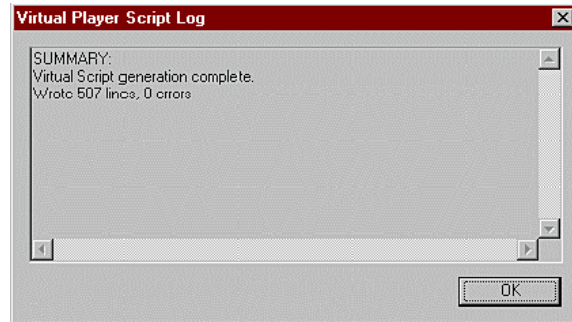 Virtual Player Script Log
SUMMARY:
Virtual Script generation complete.
Wrote 507 lines, 0 errors
OK